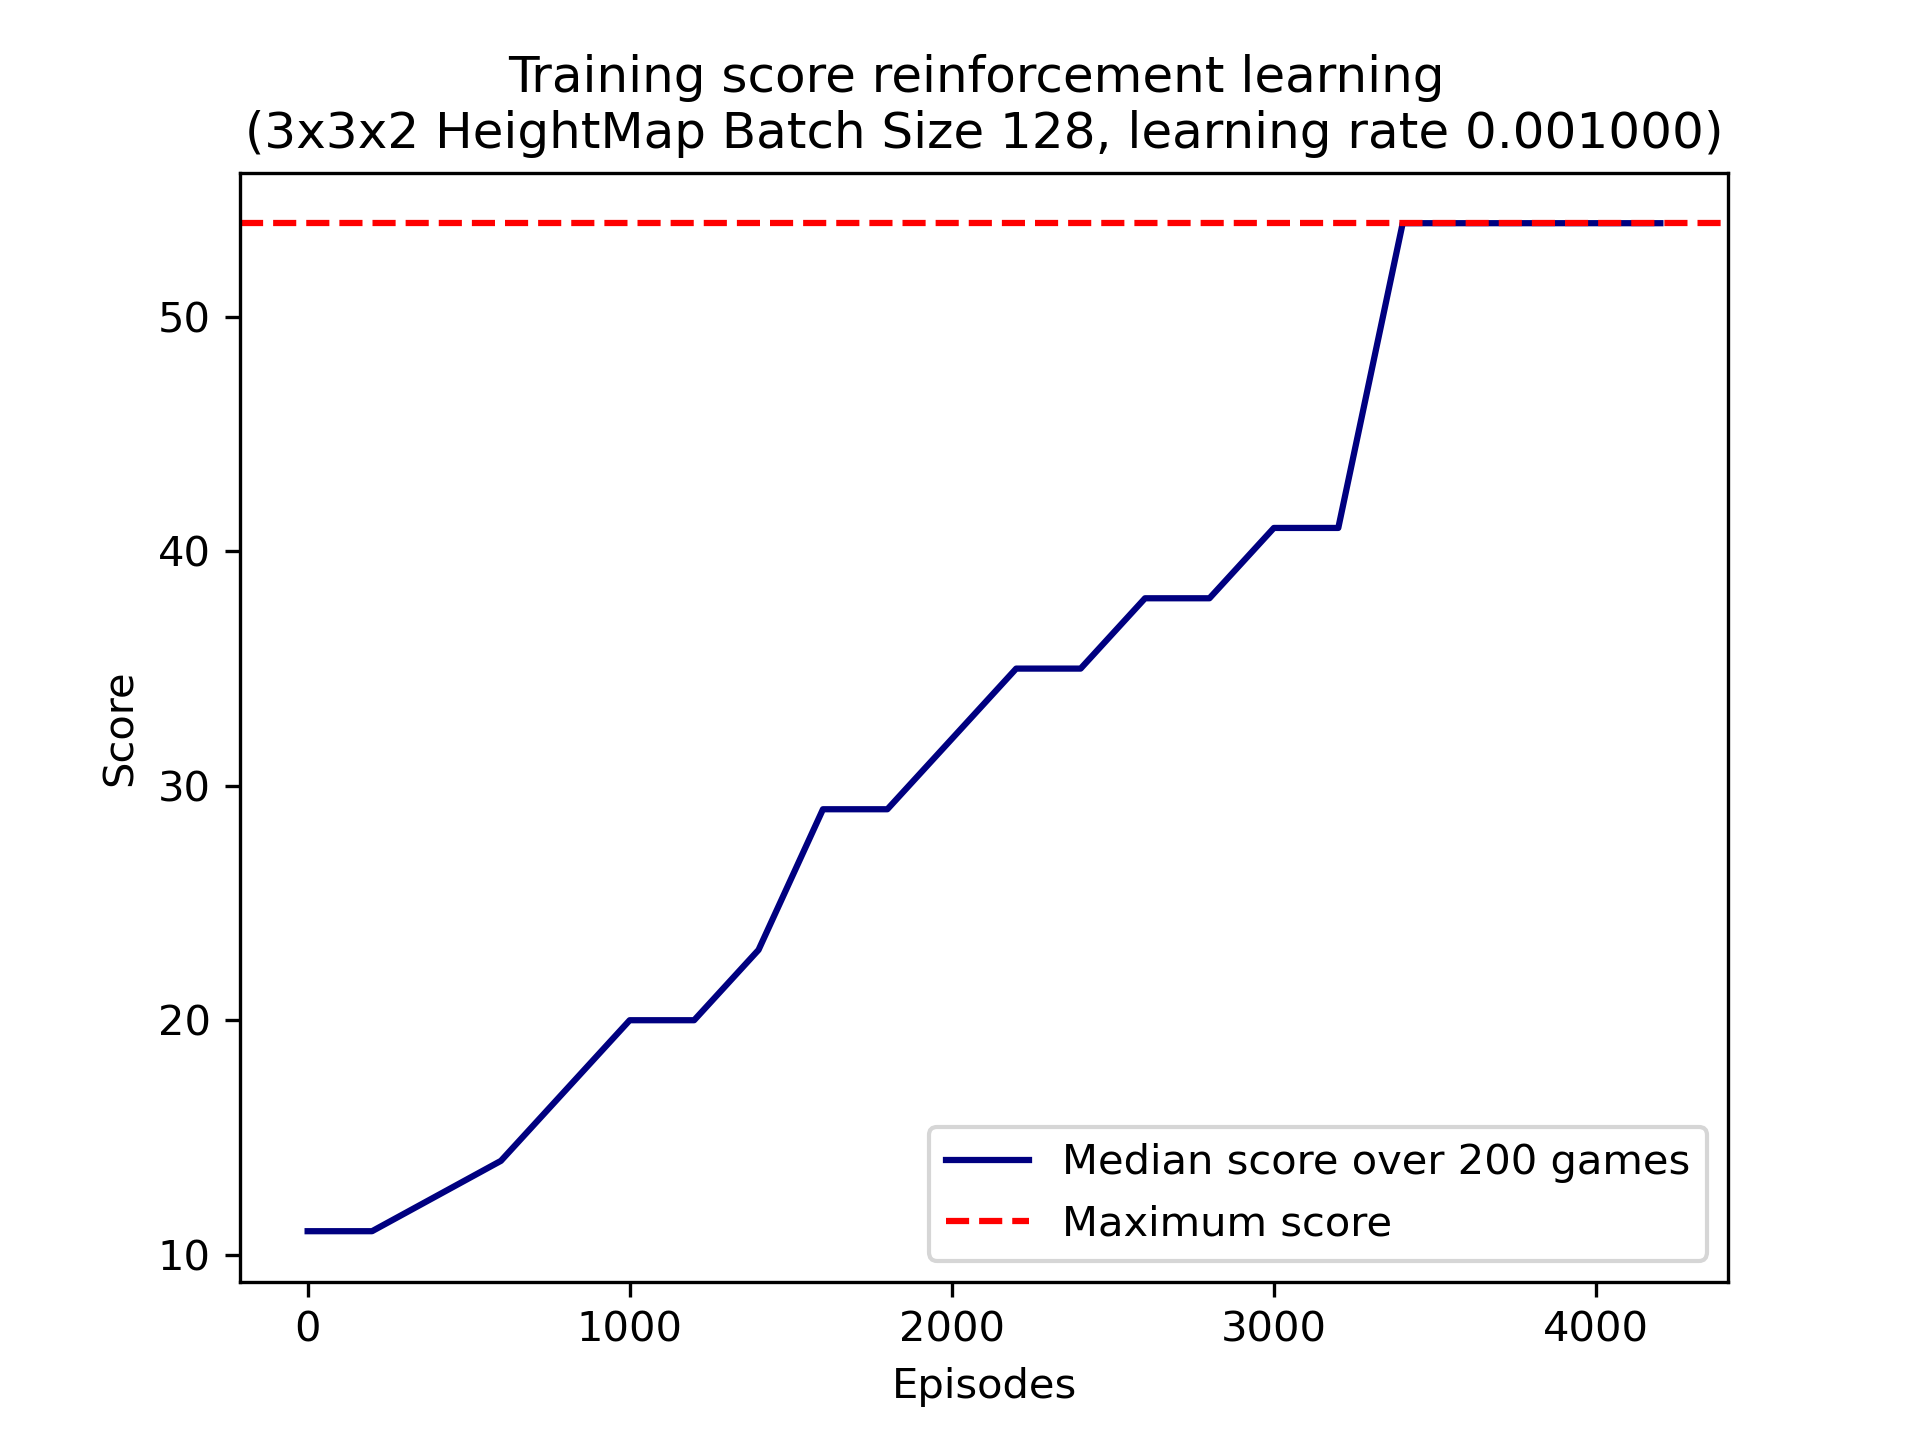 Training score reinforcement learning
(3x3x2 HeightMap Batch Size 128, learning rate 0.001000)
50
40
30
20
10
Score
0 1000 2000 3000 4000
Episodes
Median score over 200 games
Maximum score